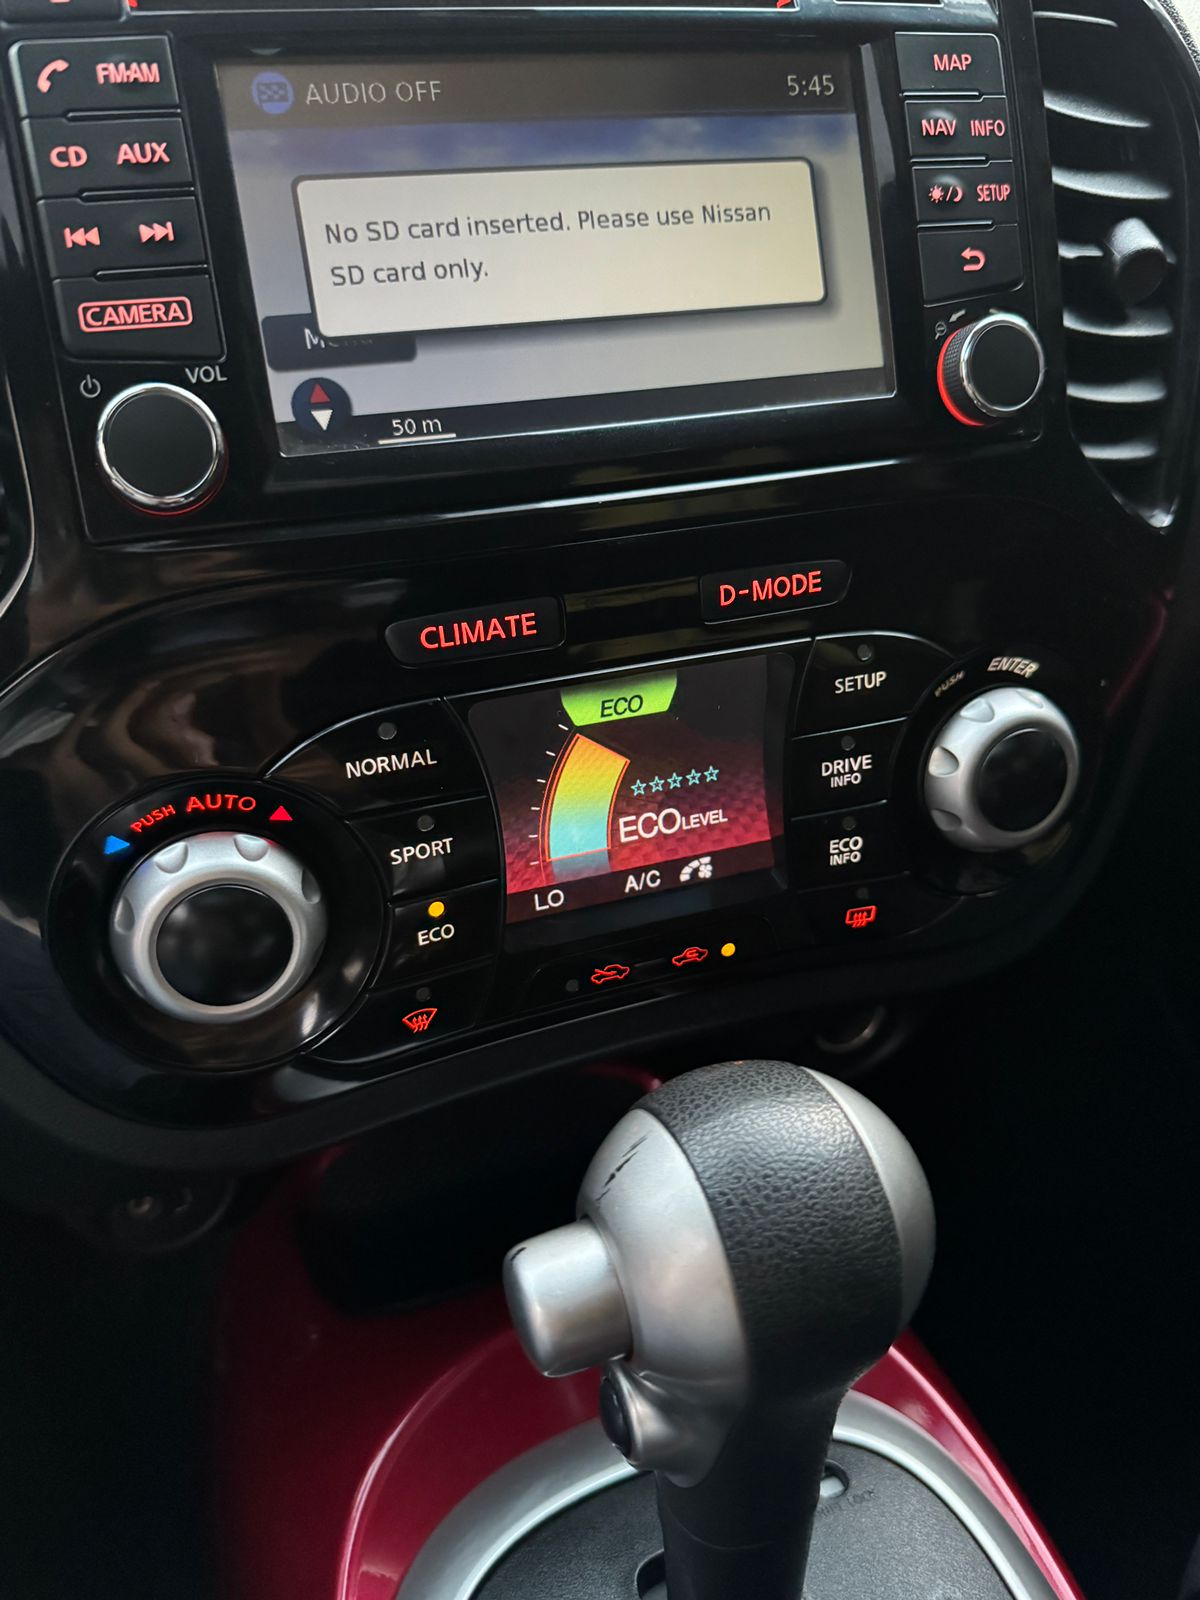 FM·AM
CD AUX
CAMERA
VOL
AUDIO OFF 5:45
No SD card inserted. Please use Nissan
SD card only.
50 m
MAP
NAV INFO
SETUP
CLIMATE
D-MODE
PUSH AUTO
NORMAL
SPORT
ECO
ECO
ECO LEVEL
LO A/C
SETUP
DRIVE
INFO
ECO
INFO
PUSH ENTER